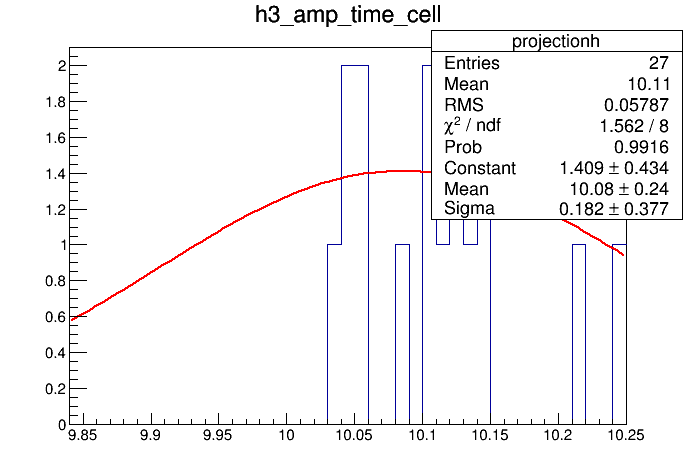 h3_amp_time_cell
projectionh
Entries 27
Mean 10.11
RMS 0.05787
χ² / ndf 1.562 / 8
Prob 0.9916
Constant 1.409 ± 0.434
Mean 10.08 ± 0.24
Sigma 0.182 ± 0.377
2
1.8
1.6
1.4
1.2
1
0.8
0.6
0.4
0.2
0
9.85 9.9 9.95 10 10.05 10.1 10.15 10.2 10.25